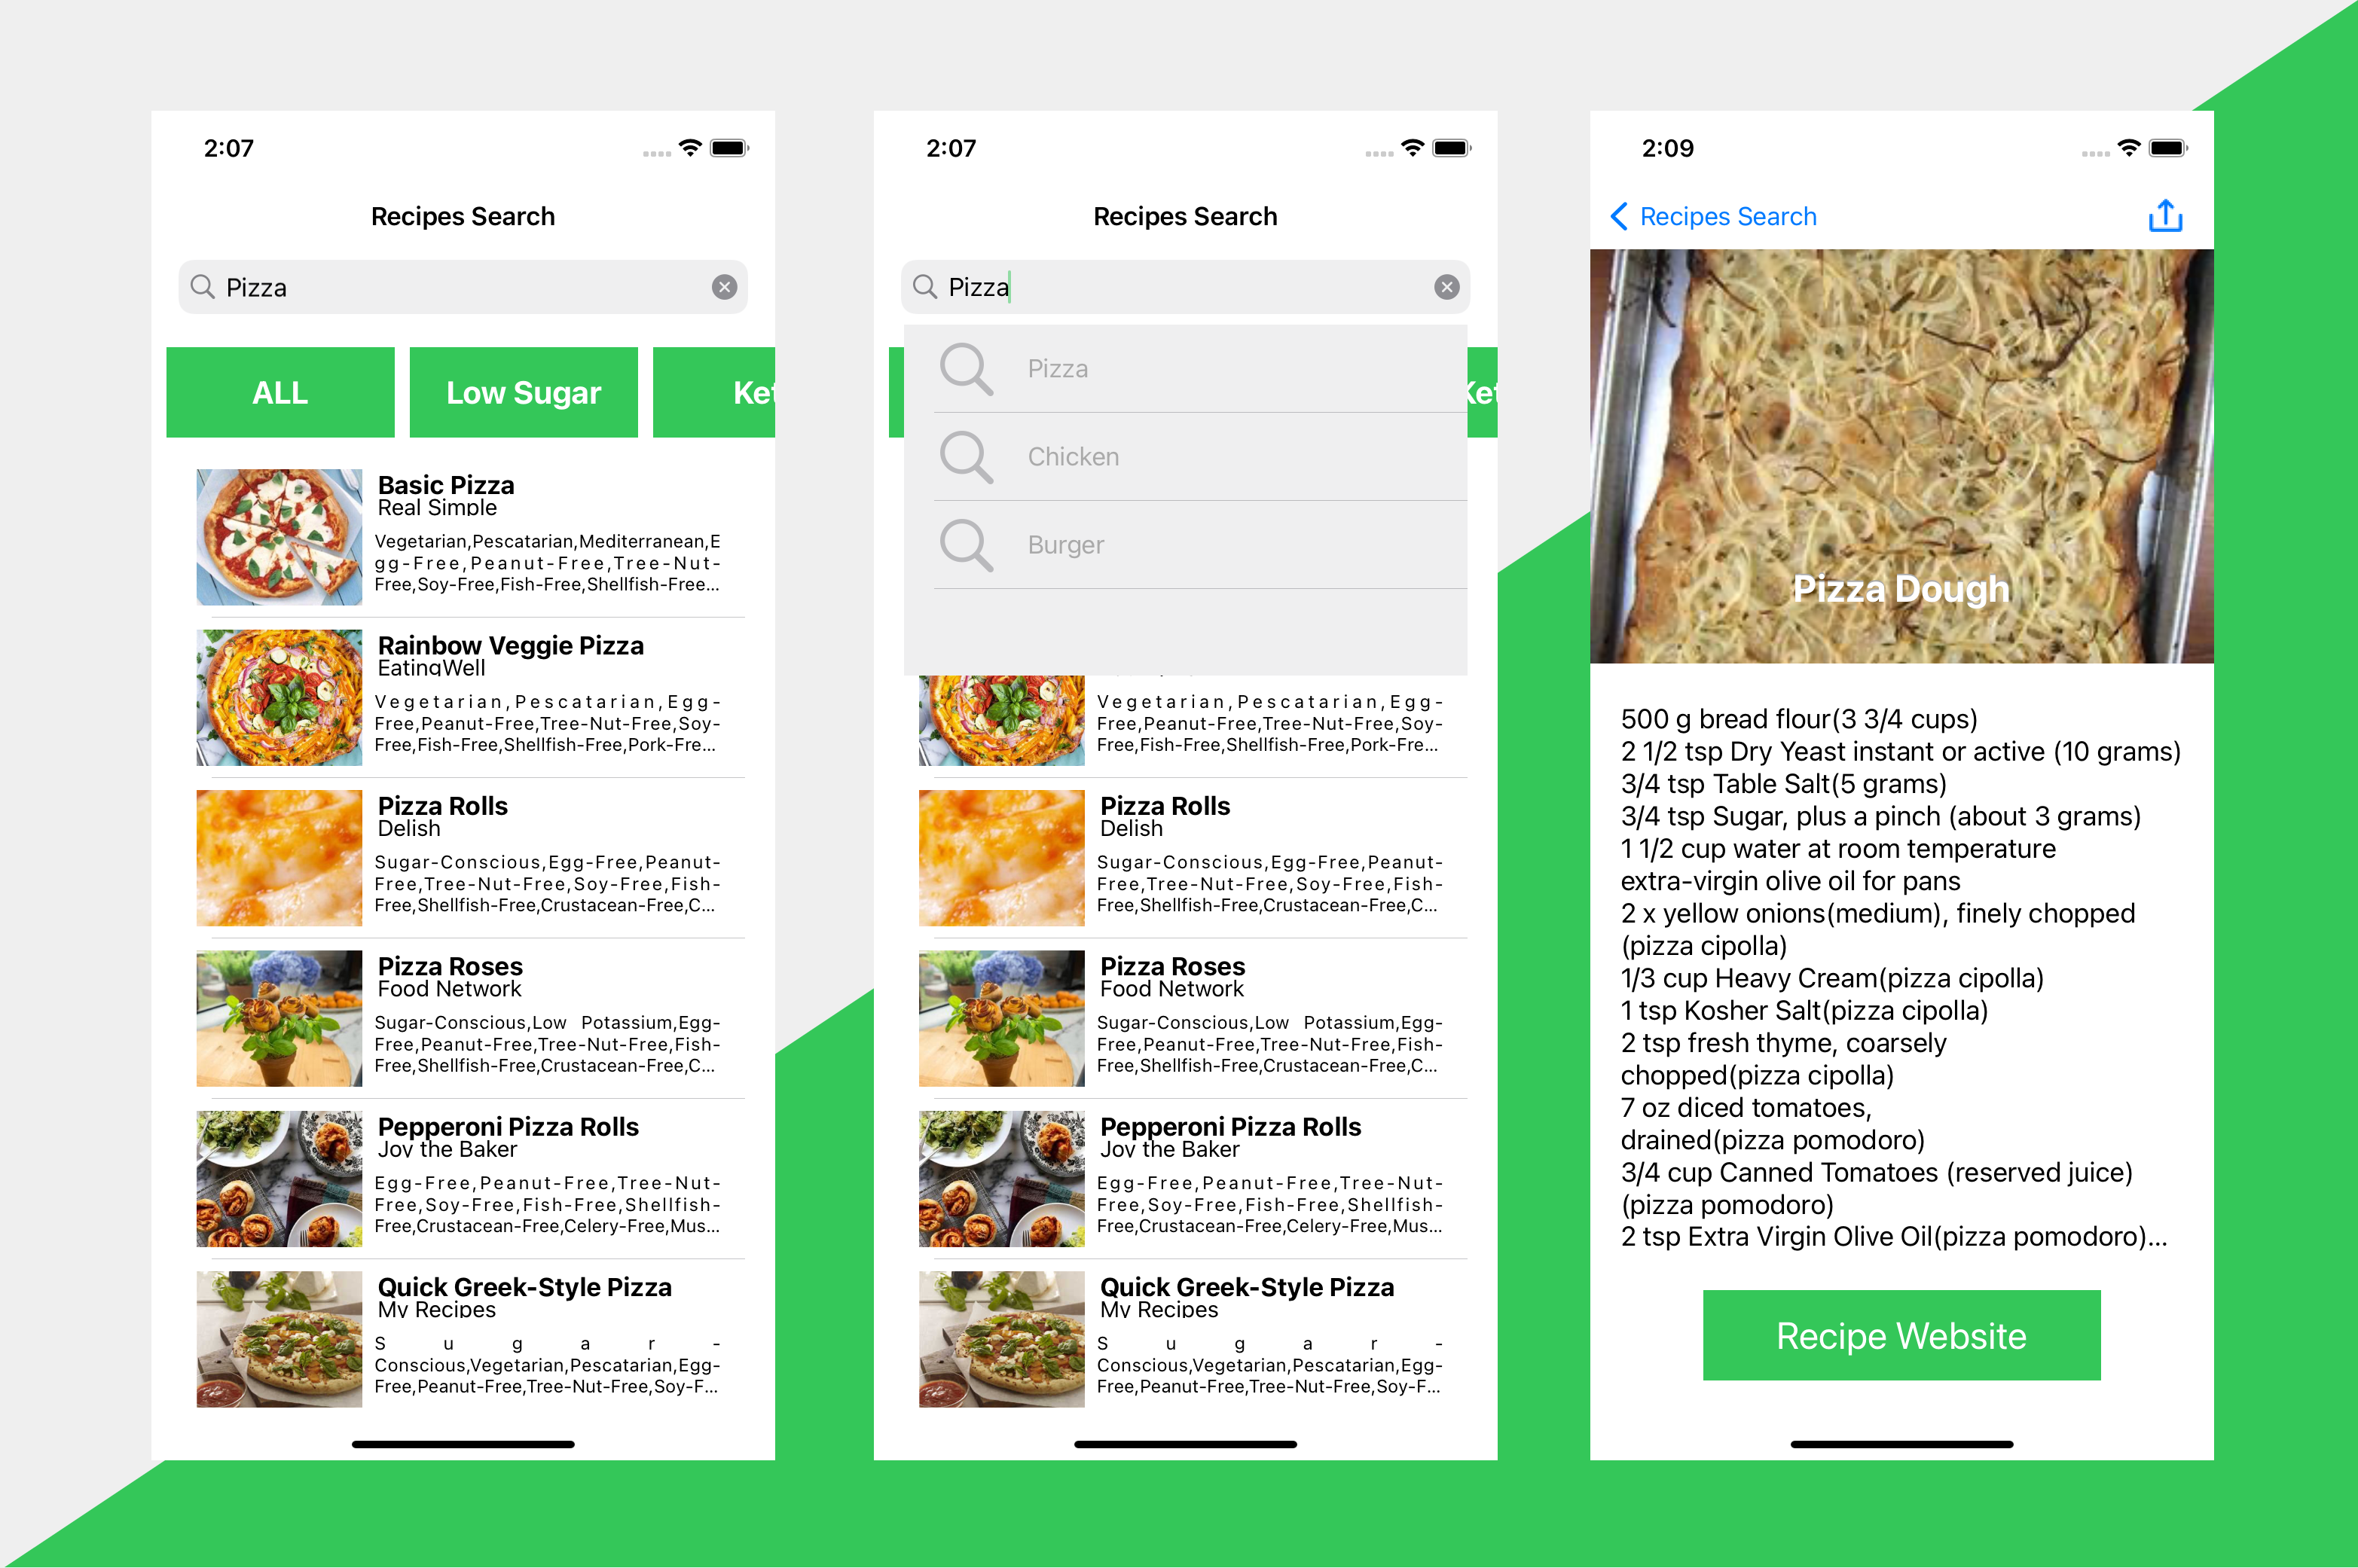 2:07
Recipes Search
Pizza
ALL
Low Sugar
Ket
Basic Pizza
Real Simple
Vegetarian,Pescatarian,Mediterranean,E
gg-Free,Peanut-Free,Tree-Nut-
Free,Soy-Free,Fish-Free,Shellfish-Free...
Rainbow Veggie Pizza
EatingWell
Vegetarian,Pescatarian,Egg-
Free,Peanut-Free,Tree-Nut-Free,Soy-
Free,Fish-Free,Shellfish-Free,Pork-Fre...
Pizza Rolls
Delish
Sugar-Conscious,Egg-Free,Peanut-
Free,Tree-Nut-Free,Soy-Free,Fish-
Free,Shellfish-Free,Crustacean-Free,C...
Pizza Roses
Food Network
Sugar-Conscious,Low Potassium,Egg-
Free,Peanut-Free,Tree-Nut-Free,Fish-
Free,Shellfish-Free,Crustacean-Free,C...
Pepperoni Pizza Rolls
Joy the Baker
Egg-Free,Peanut-Free,Tree-Nut-
Free,Soy-Free,Fish-Free,Shellfish-
Free,Crustacean-Free,Celery-Free,Mus...
Quick Greek-Style Pizza
My Recipes
Sugar-
Conscious,Vegetarian,Pescatarian,Egg-
Free,Peanut-Free,Tree-Nut-Free,Soy-F...
2:07
Recipes Search
Pizza
Pizza
Chicken
Burger
Ket
Vegetarian,Pescatarian,Egg-
Free,Peanut-Free,Tree-Nut-Free,Soy-
Free,Fish-Free,Shellfish-Free,Pork-Fre...
Pizza Rolls
Delish
Sugar-Conscious,Egg-Free,Peanut-
Free,Tree-Nut-Free,Soy-Free,Fish-
Free,Shellfish-Free,Crustacean-Free,C...
Pizza Roses
Food Network
Sugar-Conscious,Low Potassium,Egg-
Free,Peanut-Free,Tree-Nut-Free,Fish-
Free,Shellfish-Free,Crustacean-Free,C...
Pepperoni Pizza Rolls
Joy the Baker
Egg-Free,Peanut-Free,Tree-Nut-
Free,Soy-Free,Fish-Free,Shellfish-
Free,Crustacean-Free,Celery-Free,Mus...
Quick Greek-Style Pizza
My Recipes
Sugar-
Conscious,Vegetarian,Pescatarian,Egg-
Free,Peanut-Free,Tree-Nut-Free,Soy-F...
2:09
Recipes Search
Pizza Dough
500 g bread flour(3 3/4 cups)
2 1/2 tsp Dry Yeast instant or active (10 grams)
3/4 tsp Table Salt(5 grams)
3/4 tsp Sugar, plus a pinch (about 3 grams)
1 1/2 cup water at room temperature
extra-virgin olive oil for pans
2 x yellow onions(medium), finely chopped
(pizza cipolla)
1/3 cup Heavy Cream(pizza cipolla)
1 tsp Kosher Salt(pizza cipolla)
2 tsp fresh thyme, coarsely
chopped(pizza cipolla)
7 oz diced tomatoes,
drained(pizza pomodoro)
3/4 cup Canned Tomatoes (reserved juice)
(pizza pomodoro)
2 tsp Extra Virgin Olive Oil(pizza pomodoro)...
Recipe Website